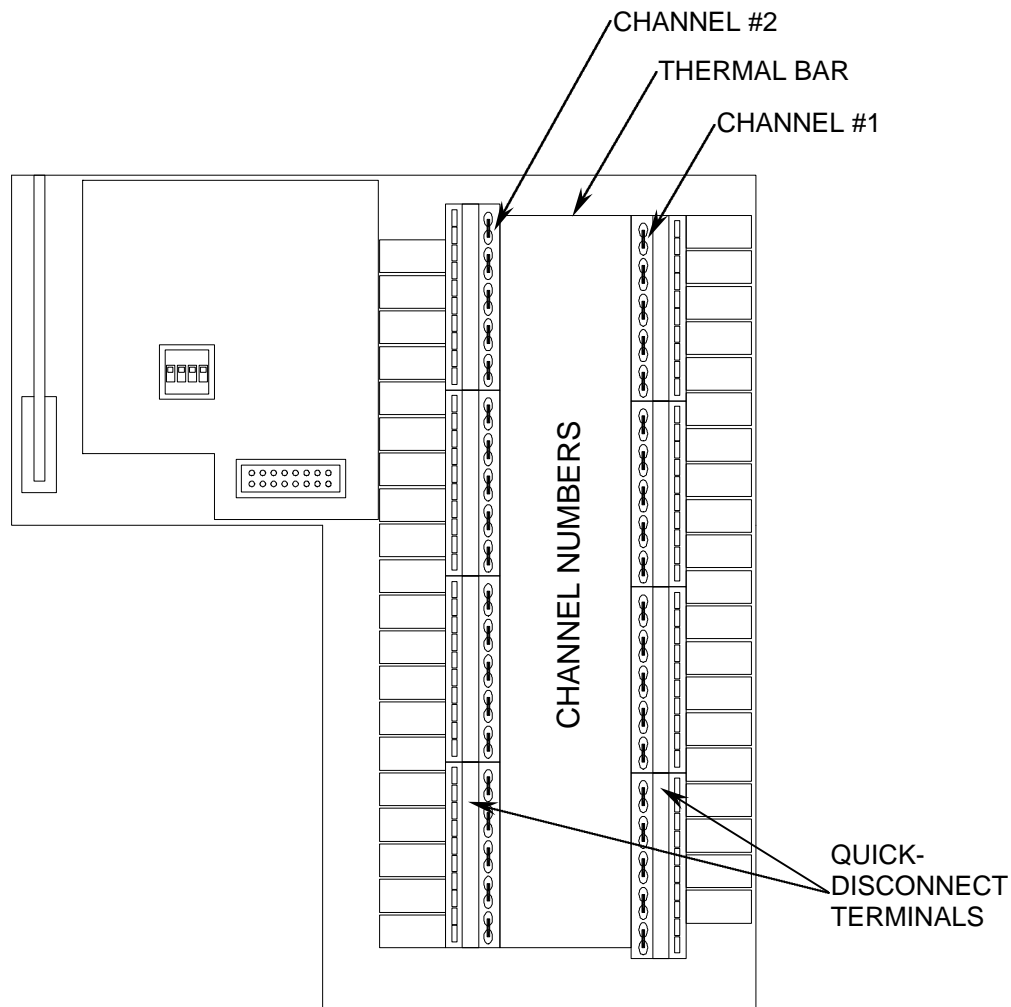 CHANNEL #2
THERMAL BAR
CHANNEL #1
CHANNEL NUMBERS
QUICK-
DISCONNECT
TERMINALS